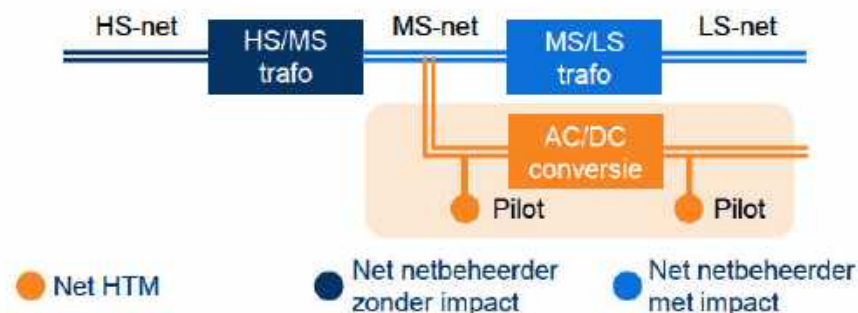 HS-net
HS/MS
trafo
MS-net
MS/LS
trafo
LS-net
AC/DC
conversie
Pilot
Pilot
Net HTM
Net netbeheerder
zonder impact
Net netbeheerder
met impact